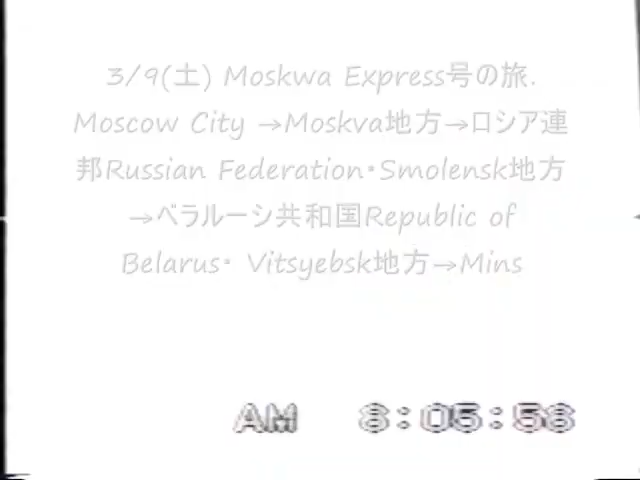 3/9(土) Moskwa Express号の旅.
Moscow City →Moskva地方→ロシア連
邦Russian Federation・Smolensk地方
→ベラルーシ共和国Republic of
Belarus・ Vitsyebsk地方→Mins
AM 8:05:58